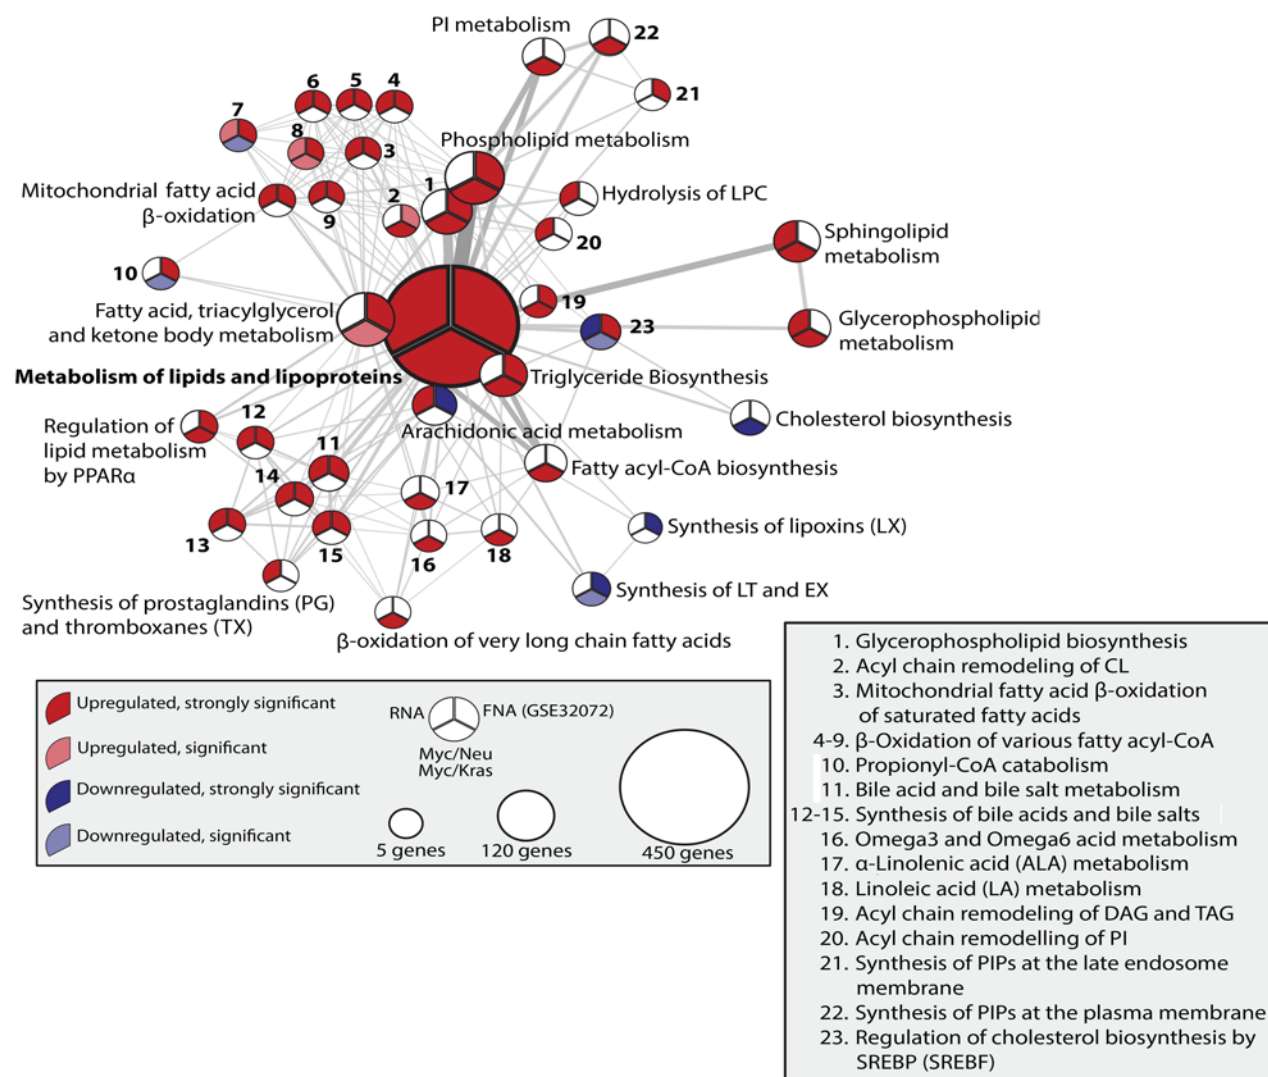 PI metabolism
22
21
6
5
4
7
8
3
Phospholipid metabolism
Mitochondrial fatty acid
β-oxidation
9
2
1
Hydrolysis of LPC
20
Sphingolipid
metabolism
10
Fatty acid, triacylglycerol
and ketone body metabolism
19
23
Glycerophospholipid
metabolism
Metabolism of lipids and lipoproteins
Triglyceride Biosynthesis
Regulation of
lipid metabolism
by PPARα
12
Arachidonic acid metabolism
Cholesterol biosynthesis
11
14
Fatty acyl-CoA biosynthesis
17
13
15
16
18
Synthesis of lipoxins (LX)
Synthesis of prostaglandins (PG)
and thromboxanes (TX)
Synthesis of LT and EX
β-oxidation of very long chain fatty acids
Upregulated, strongly significant
Upregulated, significant
Downregulated, strongly significant
Downregulated, significant
RNA
FNA (GSE32072)
Myc/Neu
Myc/Kras
5 genes
120 genes
450 genes
1. Glycerophospholipid biosynthesis
2. Acyl chain remodeling of CL
3. Mitochondrial fatty acid β-oxidation
of saturated fatty acids
4-9. β-Oxidation of various fatty acyl-CoA
10. Propionyl-CoA catabolism
11. Bile acid and bile salt metabolism
12-15. Synthesis of bile acids and bile salts
16. Omega3 and Omega6 acid metabolism
17. α-Linolenic acid (ALA) metabolism
18. Linoleic acid (LA) metabolism
19. Acyl chain remodeling of DAG and TAG
20. Acyl chain remodelling of PI
21. Synthesis of PIPs at the late endosome
membrane
22. Synthesis of PIPs at the plasma membrane
23. Regulation of cholesterol biosynthesis by
SREBP (SREBF)